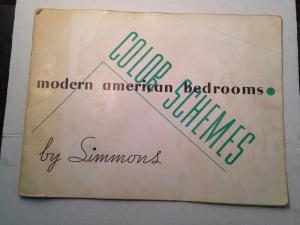 COLOR SCHEMES
modern american bedrooms
by Simmons